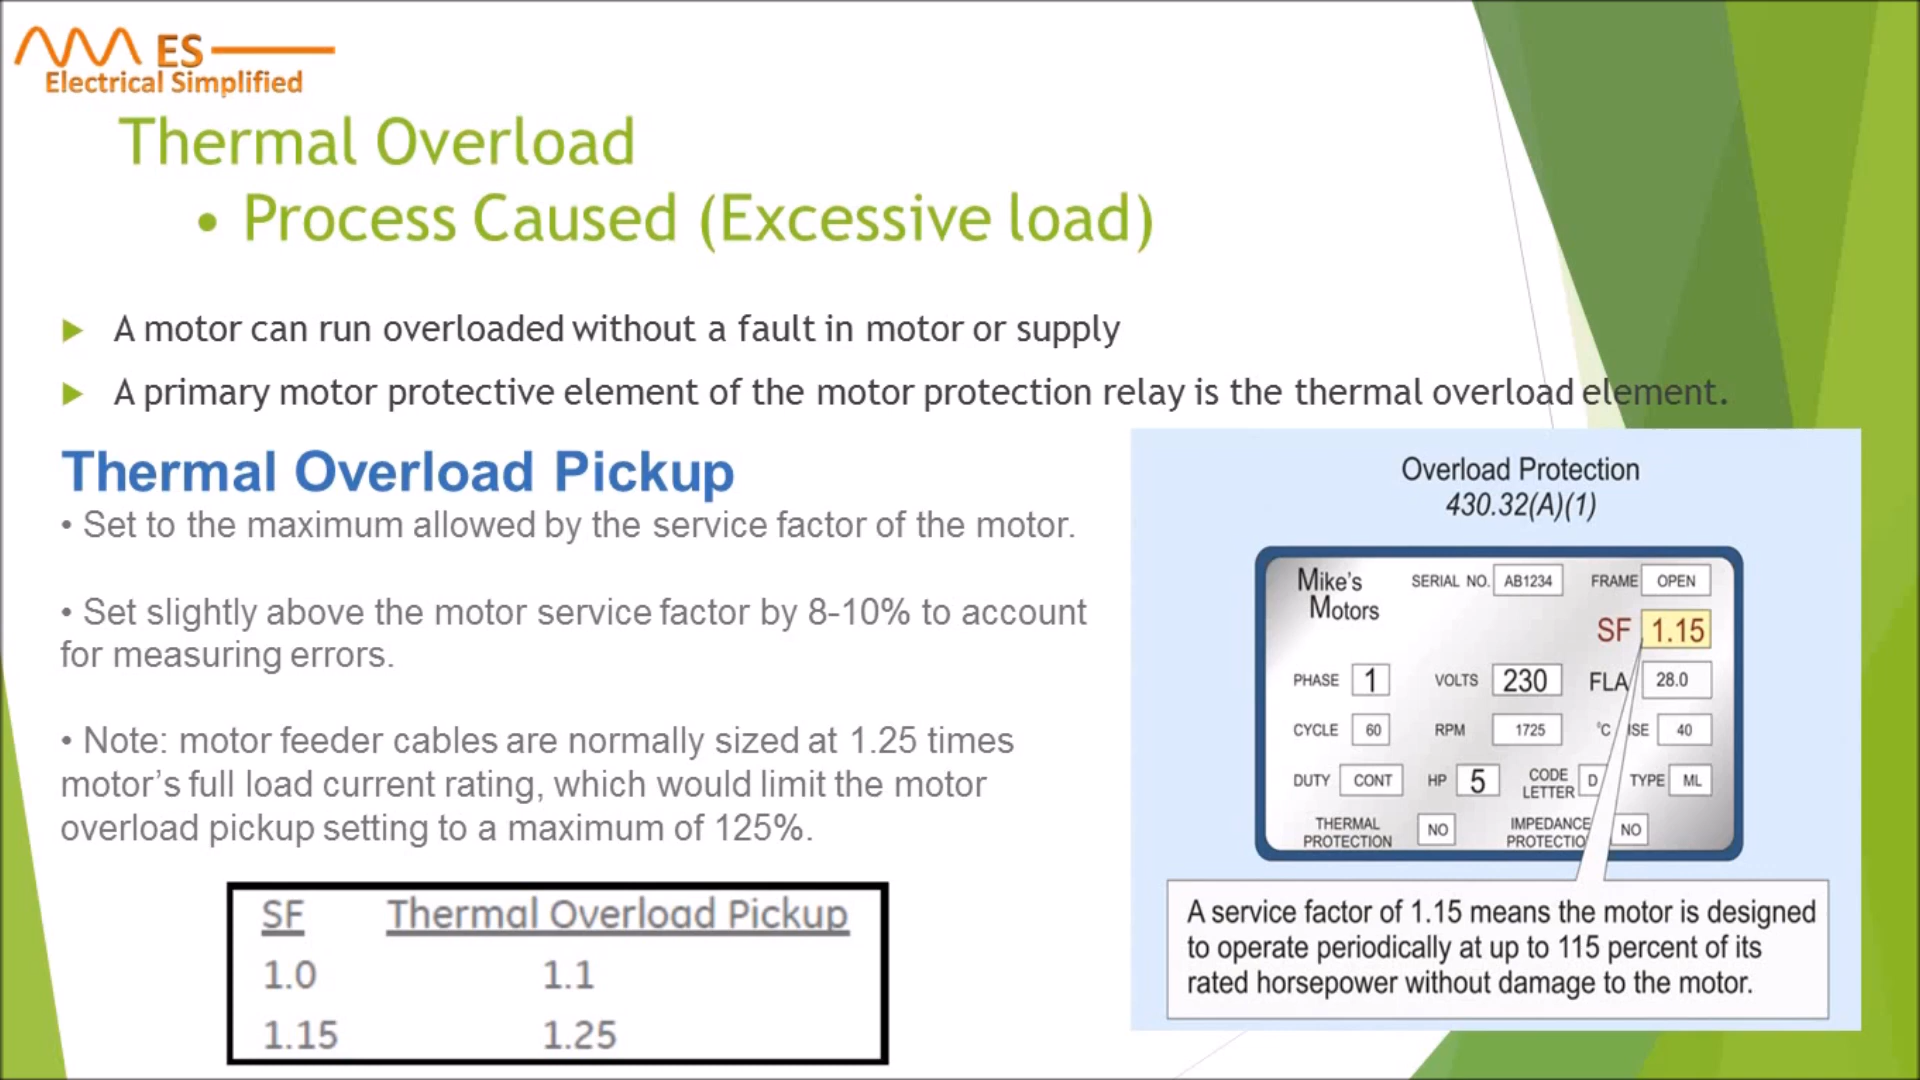 ES
Electrical Simplified
Thermal Overload
• Process Caused (Excessive load)
A motor can run overloaded without a fault in motor or supply
A primary motor protective element of the motor protection relay is the thermal overload element.
Thermal Overload Pickup
• Set to the maximum allowed by the service factor of the motor.
• Set slightly above the motor service factor by 8-10% to account
for measuring errors.
• Note: motor feeder cables are normally sized at 1.25 times
motor’s full load current rating, which would limit the motor
overload pickup setting to a maximum of 125%.
SF Thermal Overload Pickup
1.0 1.1
1.15 1.25
Overload Protection
430.32(A)(1)
Mike's
Motors
SERIAL NO. AB1234 FRAME OPEN
SF 1.15
PHASE 1 VOLTS 230 FLA 28.0
CYCLE 60 RPM 1725 °C ISE 40
DUTY CONT HP 5 CODE LETTER D TYPE ML
THERMAL PROTECTION NO IMPEDANCE PROTECTIO NO
A service factor of 1.15 means the motor is designed
to operate periodically at up to 115 percent of its
rated horsepower without damage to the motor.